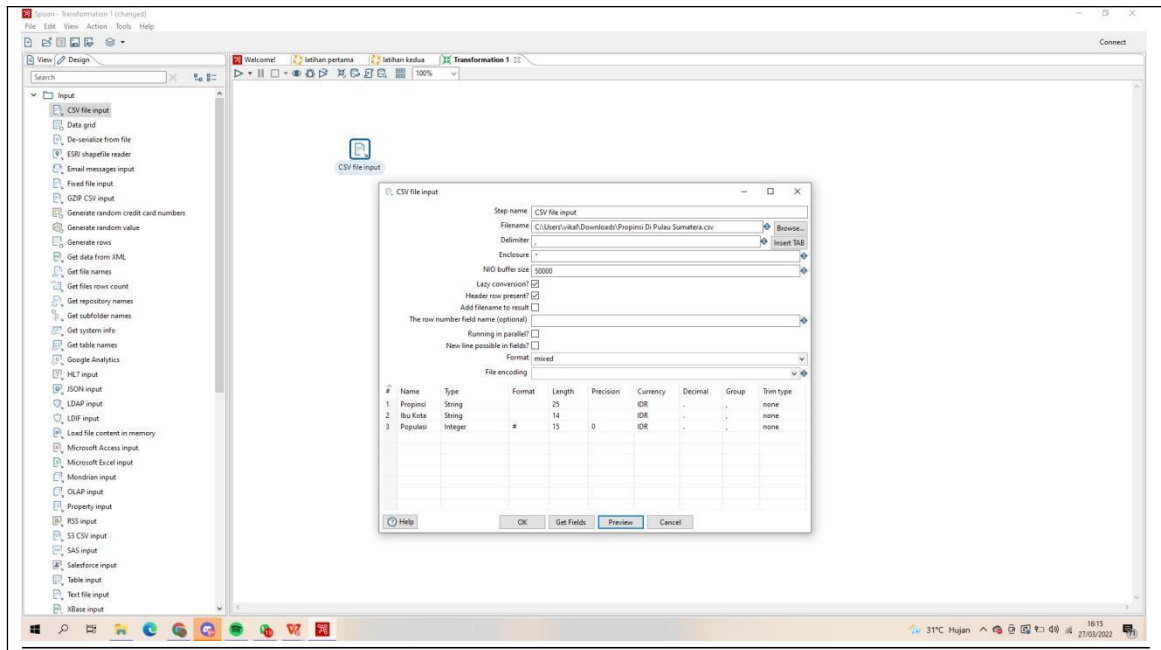 Spoon - Transformation 1 (changed)
File Edit View Action Tools Help
Connect
View Design
Welcome! latihan pertama latihan kedua Transformation 1
Search
100%
Input
CSV file input
Data grid
De-serialize from file
ESRI shapefile reader
Email messages input
Fixed file input
GZIP CSV input
Generate random credit card numbers
Generate random value
Generate rows
Get data from XML
Get file names
Get files rows count
Get repository names
Get subfolder names
Get system info
Get table names
Google Analytics
HL7 input
JSON input
LDAP input
LDIF input
Load file content in memory
Microsoft Access input
Microsoft Excel input
Mondrian input
OLAP input
Property input
RSS input
S3 CSV input
SAS input
Salesforce input
Table input
Text file input
XBase input
CSV file input
CSV file input
Step name CSV file input
Filename C:\Users\vikal\Downloads\Propinsi Di Pulau Sumatera.csv Browse...
Delimiter , Insert TAB
Enclosure "
NIO buffer size 50000
Lazy conversion?
Header row present?
Add filename to result
The row number field name (optional)
Running in parallel?
New line possible in fields?
Format mixed
File encoding
# Name Type Format Length Precision Currency Decimal Group Trim type
1 Propinsi String 25 IDR . , none
2 Ibu Kota String 14 IDR . , none
3 Populasi Integer # 15 0 IDR . , none
Help OK Get Fields Preview Cancel
31°C Hujan
16:15
27/03/2022